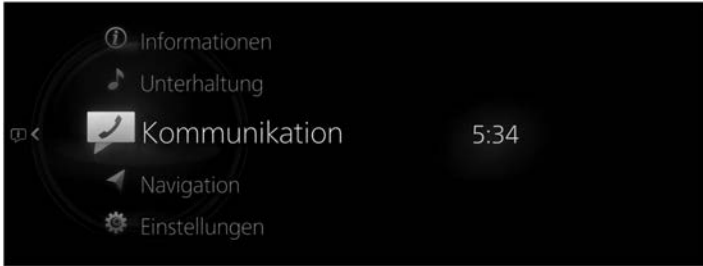 Informationen
Unterhaltung
Kommunikation
5:34
Navigation
Einstellungen